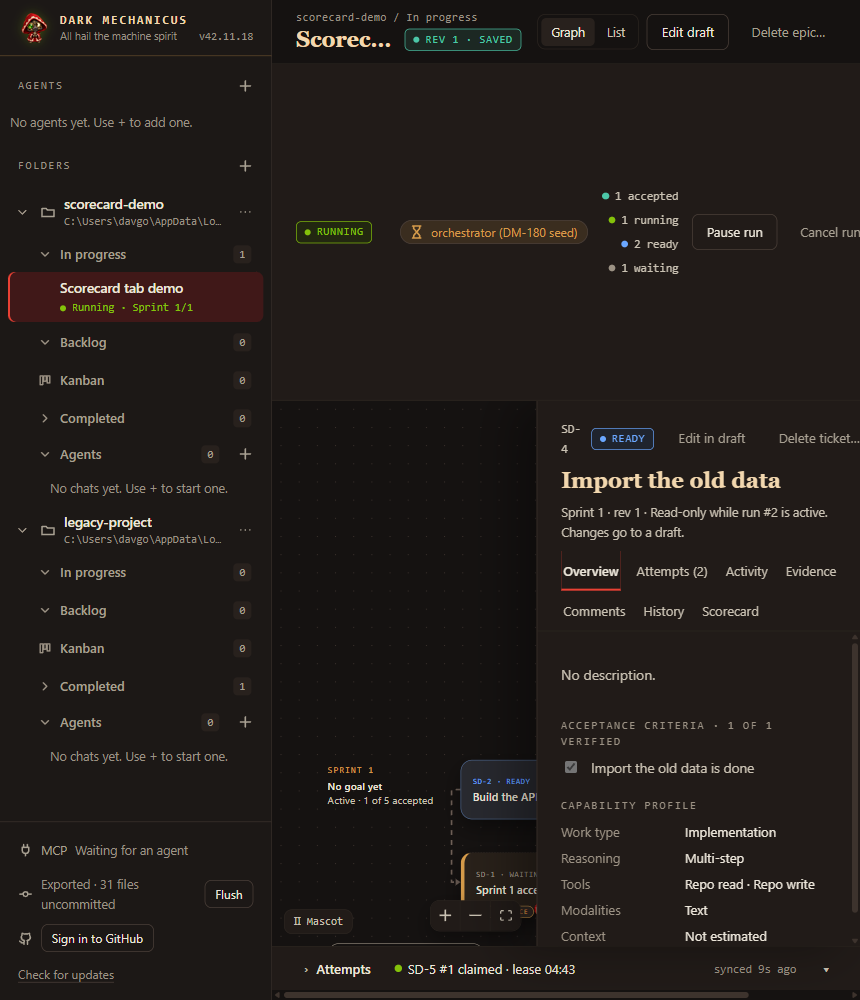 DARK MECHANICUS
All hail the machine spirit v42.11.18
AGENTS
No agents yet. Use + to add one.
FOLDERS
scorecard-demo
C:\Users\davgo\AppData\Lo…
In progress 1
Scorecard tab demo
Running · Sprint 1/1
Backlog 0
Kanban 0
Completed 0
Agents 0
No chats yet. Use + to start one.
legacy-project
C:\Users\davgo\AppData\Lo…
In progress 0
Backlog 0
Kanban 0
Completed 1
Agents 0
No chats yet. Use + to start one.
MCP Waiting for an agent
Exported · 31 files
uncommitted
Flush
Sign in to GitHub
Check for updates
scorecard-demo / In progress
Scorec… REV 1 · SAVED
Graph List Edit draft Delete epic…
RUNNING orchestrator (DM-180 seed)
1 accepted
1 running
2 ready
1 waiting
Pause run Cancel run
SPRINT 1
No goal yet
Active · 1 of 5 accepted
SD-2 · READY
Build the API
SD-1 · WAITIN
Sprint 1 acce
Mascot
SD-
4
READY Edit in draft Delete ticket…
Import the old data
Sprint 1 · rev 1 · Read-only while run #2 is active.
Changes go to a draft.
Overview Attempts (2) Activity Evidence
Comments History Scorecard
No description.
ACCEPTANCE CRITERIA · 1 OF 1
VERIFIED
Import the old data is done
CAPABILITY PROFILE
Work type Implementation
Reasoning Multi-step
Tools Repo read · Repo write
Modalities Text
Context Not estimated
Attempts SD-5 #1 claimed · lease 04:43 synced 9s ago